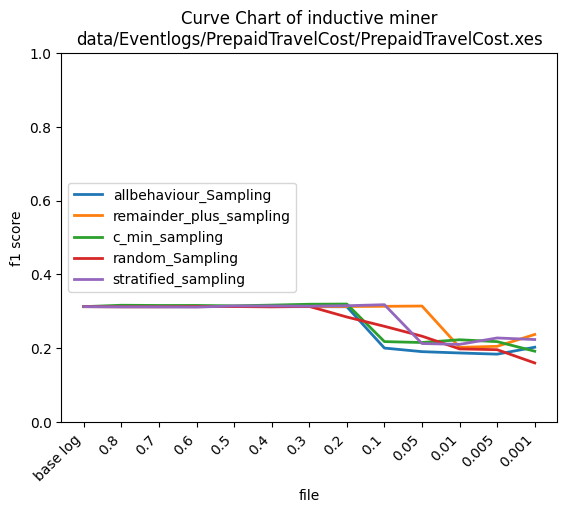 Curve Chart of inductive miner
data/Eventlogs/PrepaidTravelCost/PrepaidTravelCost.xes
1.0
0.8
0.6
0.4
0.2
0.0
f1 score
allbehaviour_Sampling
remainder_plus_sampling
c_min_sampling
random_Sampling
stratified_sampling
base log
0.8
0.7
0.6
0.5
0.4
0.3
0.2
0.1
0.05
0.01
0.005
0.001
file